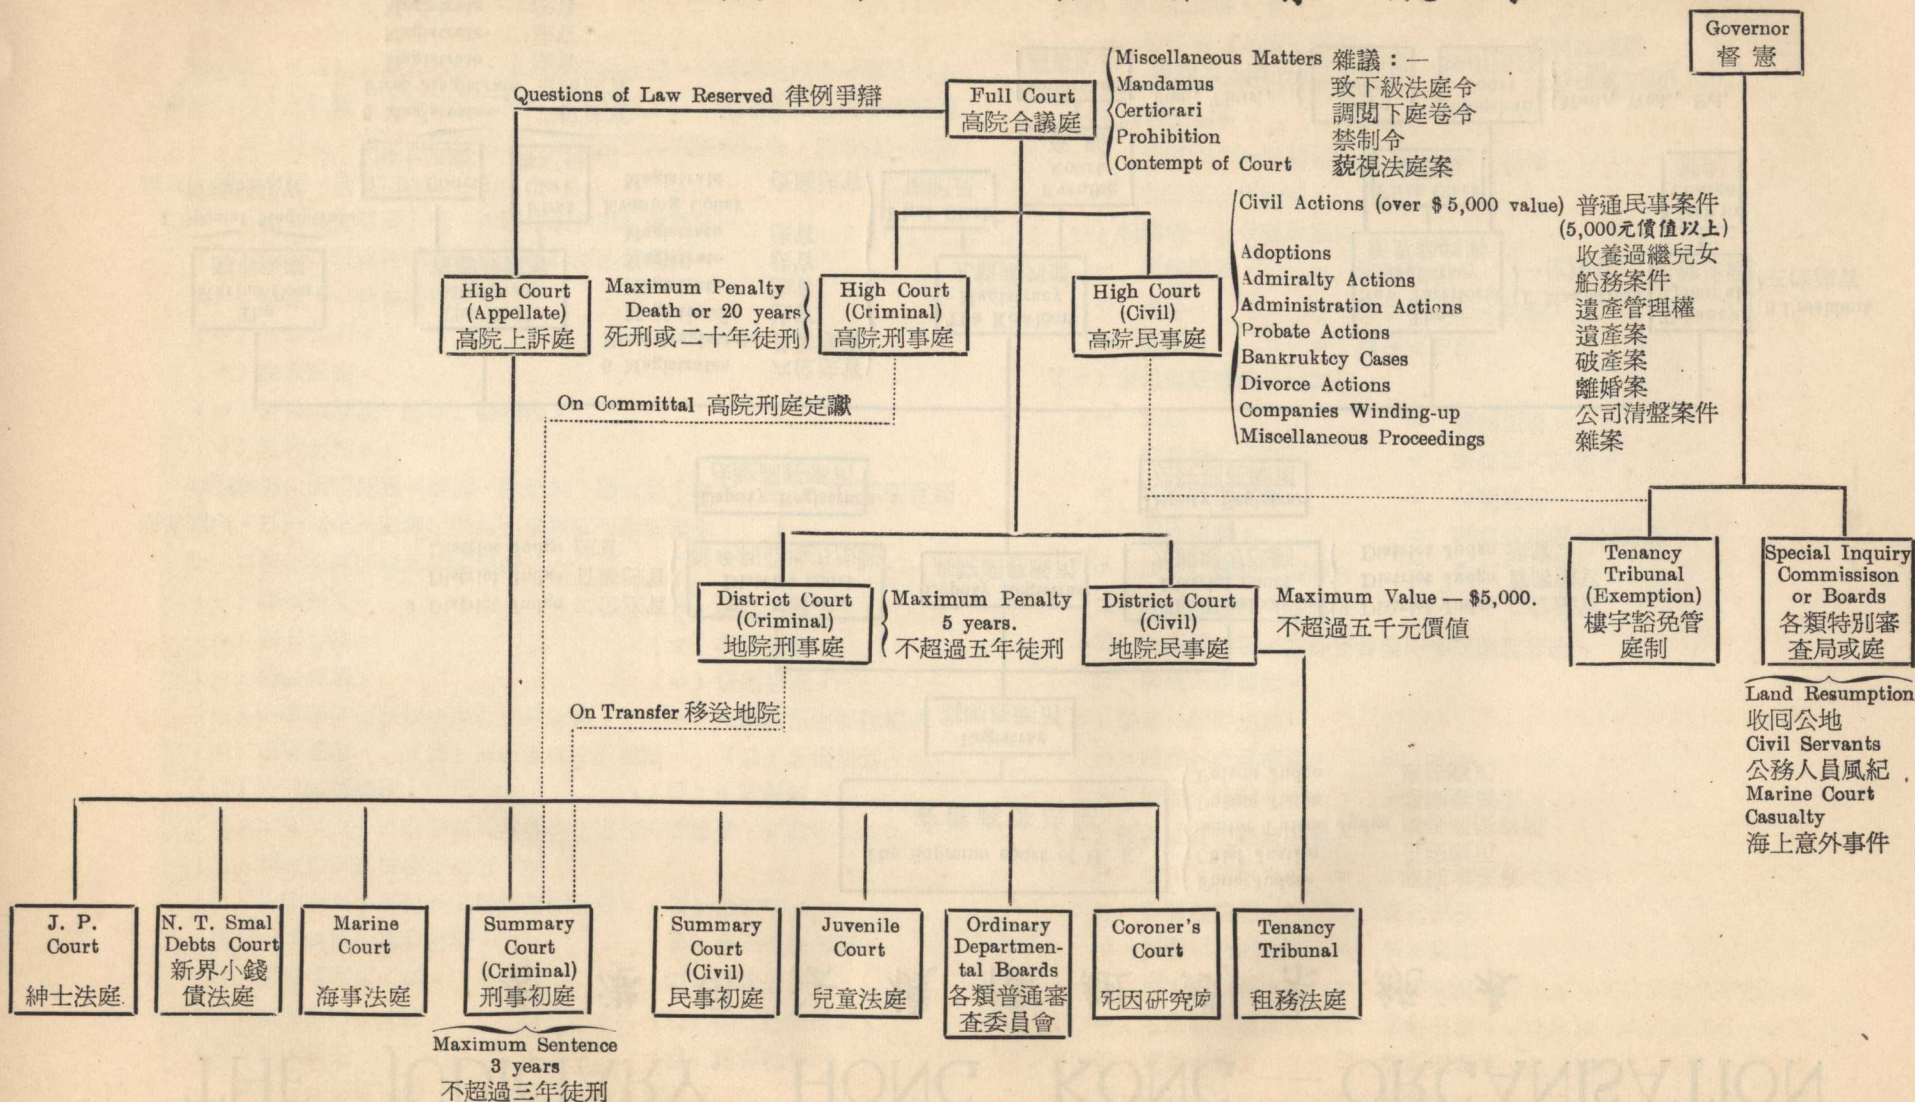 Governor
督憲
Questions of Law Reserved 律例爭辯
Full Court
高院合議庭
Miscellaneous Matters 雜議：—
Mandamus 致下級法庭令
Certiorari 調閱下庭卷令
Prohibition 禁制令
Contempt of Court 藐視法庭案
High Court
(Appellate)
高院上訴庭
Maximum Penalty
Death or 20 years
死刑或二十年徒刑
High Court
(Criminal)
高院刑事庭
High Court
(Civil)
高院民事庭
Civil Actions (over $5,000 value) 普通民事案件
(5,000元價值以上)
Adoptions 收養過繼兒女
Admiralty Actions 船務案件
Administration Actions 遺產管理權
Probate Actions 遺產案
Bankruktcy Cases 破產案
Divorce Actions 離婚案
Companies Winding-up 公司清盤案件
Miscellaneous Proceedings 雜案
On Committal 高院刑庭定讞
District Court
(Criminal)
地院刑事庭
Maximum Penalty
5 years.
不超過五年徒刑
District Court
(Civil)
地院民事庭
Maximum Value — $5,000.
不超過五千元價値
Tenancy
Tribunal
(Exemption)
樓宇豁免管
庭制
Special Inquiry
Commissison
or Boards
各類特別審
查局或庭
Land Resumption
收囘公地
Civil Servants
公務人員風紀
Marine Court
Casualty
海上意外事件
On Transfer 移送地院
J. P.
Court
紳士法庭
N. T. Smal
Debts Court
新界小錢
債法庭
Marine
Court
海事法庭
Summary
Court
(Criminal)
刑事初庭
Maximum Sentence
3 years
不超過三年徒刑
Summary
Court
(Civil)
民事初庭
Juvenile
Court
兒童法庭
Ordinary
Departmen-
tal Boards
各類普通審
查委員會
Coroner's
Court
死因研究庭
Tenancy
Tribunal
租務法庭